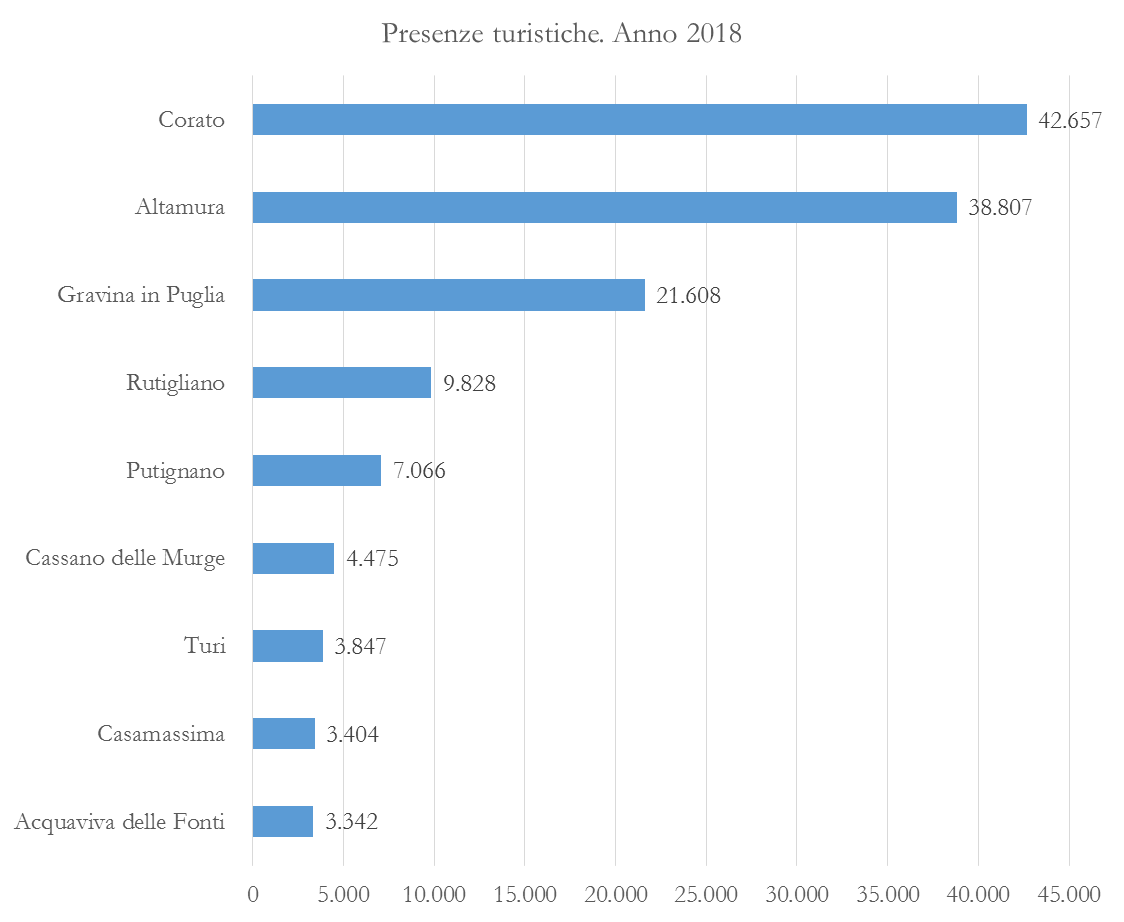 Presenze turistiche. Anno 2018
Corato 42.657
Altamura 38.807
Gravina in Puglia 21.608
Rutigliano 9.828
Putignano 7.066
Cassano delle Murge 4.475
Turi 3.847
Casamassima 3.404
Acquaviva delle Fonti 3.342
0 5.000 10.000 15.000 20.000 25.000 30.000 35.000 40.000 45.000